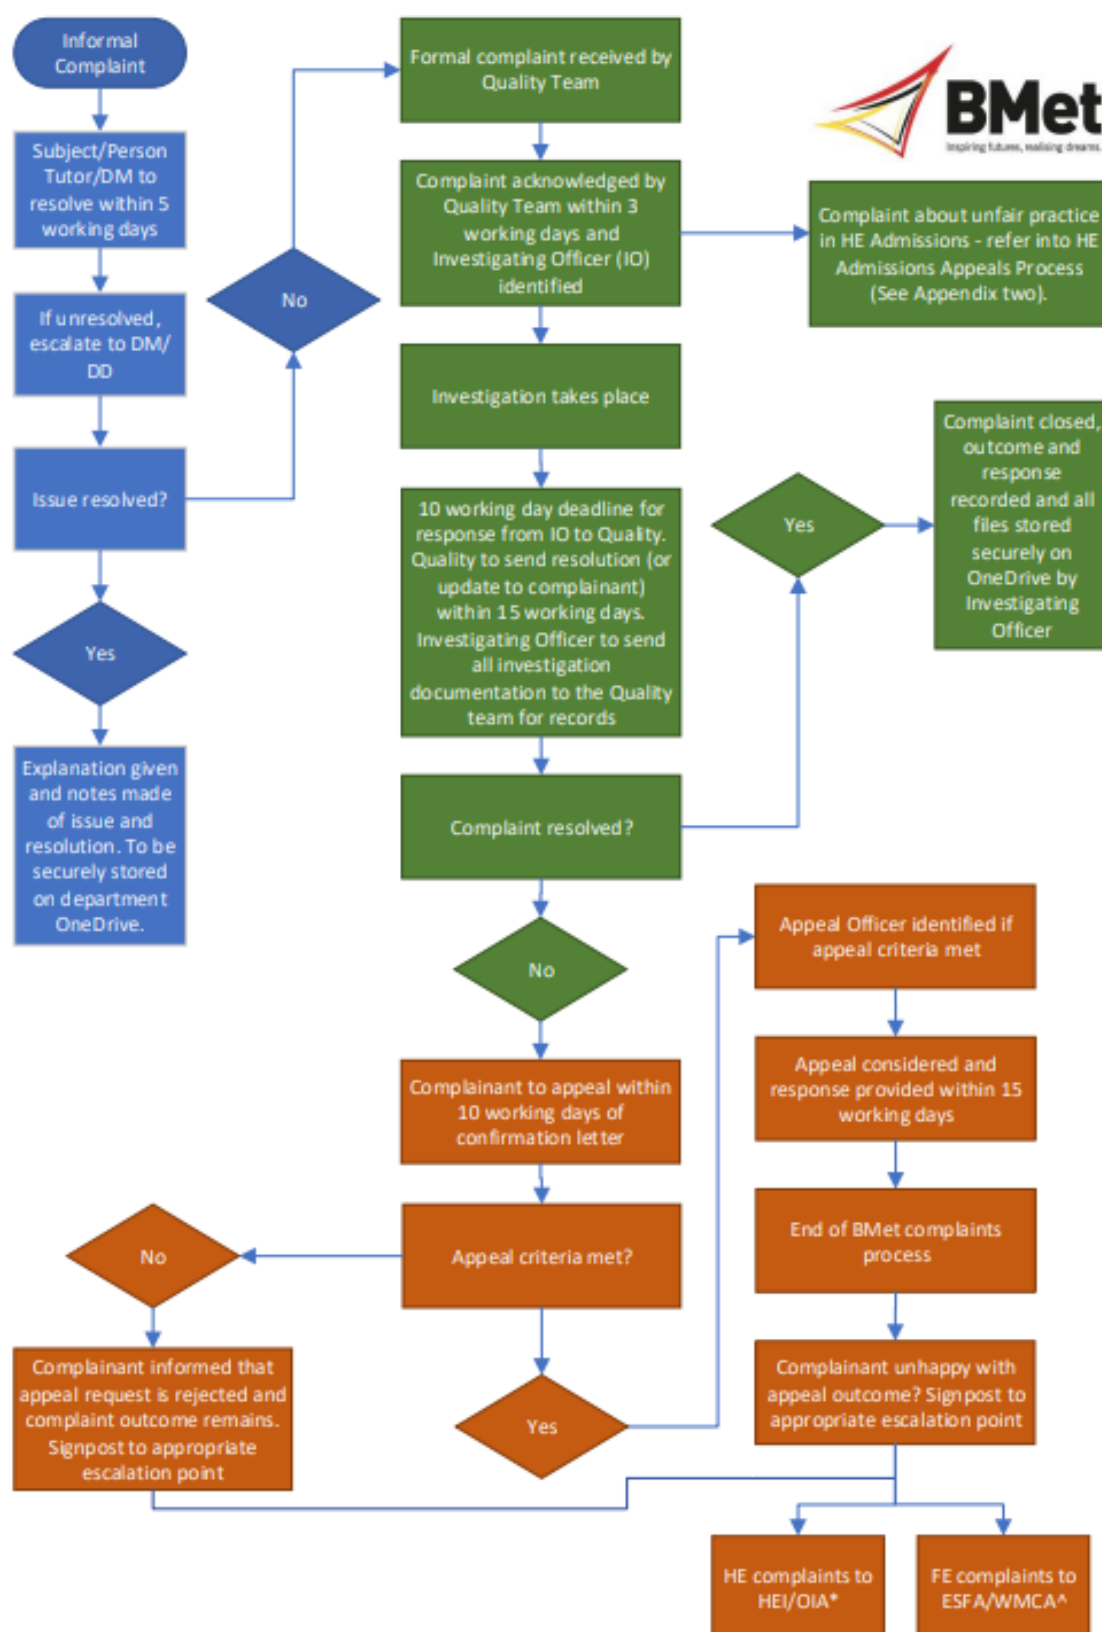 Informal
Complaint
Subject/Person
Tutor/DM to
resolve within 5
working days
If unresolved,
escalate to DM/
DD
Issue resolved?
No
Yes
Explanation given
and notes made
of issue and
resolution. To be
securely stored
on department
OneDrive.
Formal complaint received by
Quality Team
Complaint acknowledged by
Quality Team within 3
working days and
Investigating Officer (IO)
identified
BMet
Inspiring futures, realising dreams.
Complaint about unfair practice
in HE Admissions - refer into HE
Admissions Appeals Process
(See Appendix two).
Investigation takes place
10 working day deadline for
response from IO to Quality.
Quality to send resolution (or
update to complainant)
within 15 working days.
Investigating Officer to send
all investigation
documentation to the Quality
team for records
Complaint resolved?
Yes
Complaint closed,
outcome and
response
recorded and all
files stored
securely on
OneDrive by
Investigating
Officer
No
Complainant to appeal within
10 working days of
confirmation letter
Appeal criteria met?
No
Complainant informed that
appeal request is rejected and
complaint outcome remains.
Signpost to appropriate
escalation point
Yes
Appeal Officer identified if
appeal criteria met
Appeal considered and
response provided within 15
working days
End of BMet complaints
process
Complainant unhappy with
appeal outcome? Signpost to
appropriate escalation point
HE complaints to
HEI/OIA*
FE complaints to
ESFA/WMCA^